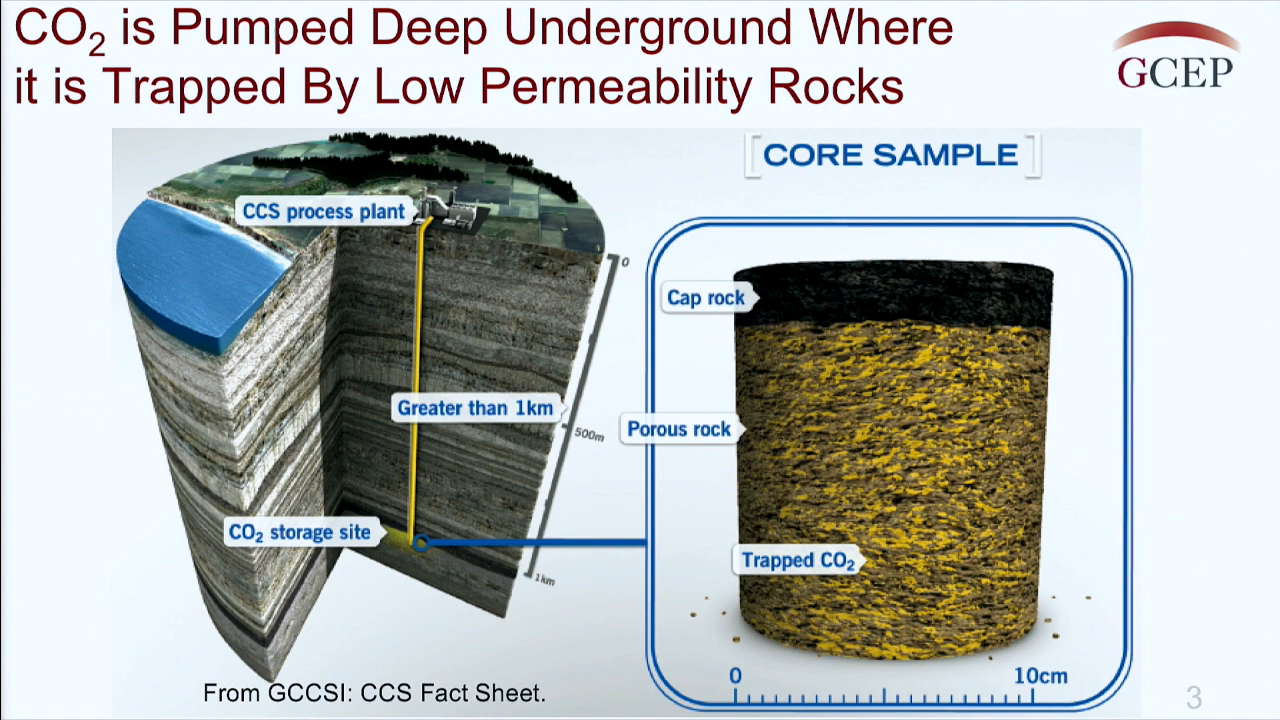 CO₂ is Pumped Deep Underground Where
it is Trapped By Low Permeability Rocks
GCEP
[CORE SAMPLE]
CCS process plant
0
Cap rock
Greater than 1km
Porous rock
500m
CO₂ storage site
Trapped CO₂
1km
0 10cm
From GCCSI: CCS Fact Sheet.
3